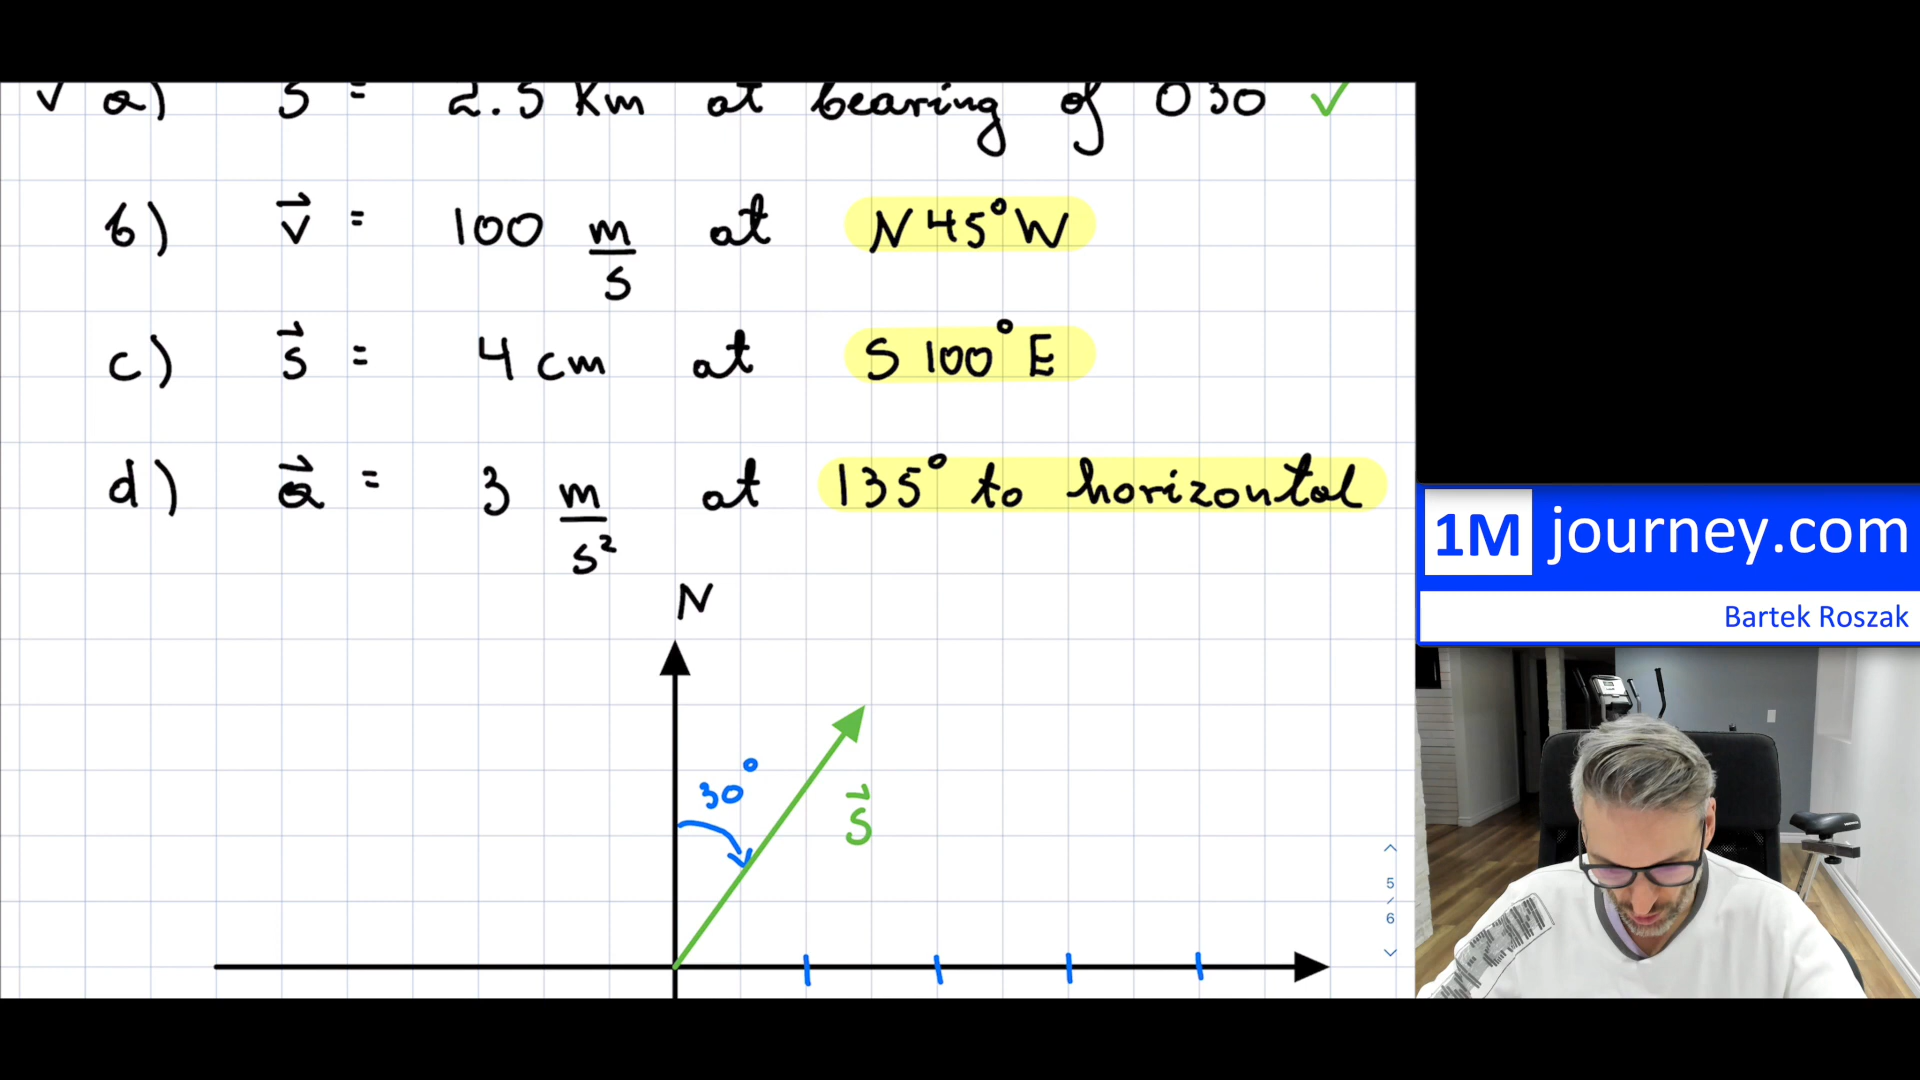 ✓ a) s = 2.5 Km at bearing of 030 ✓
b) v⃗ = 100 m/s at N 45° W
c) s⃗ = 4 cm at S 100° E
d) a⃗ = 3 m/s² at 135° to horizontal
N
30°
s⃗
5
/
6
1M journey.com
Bartek Roszak